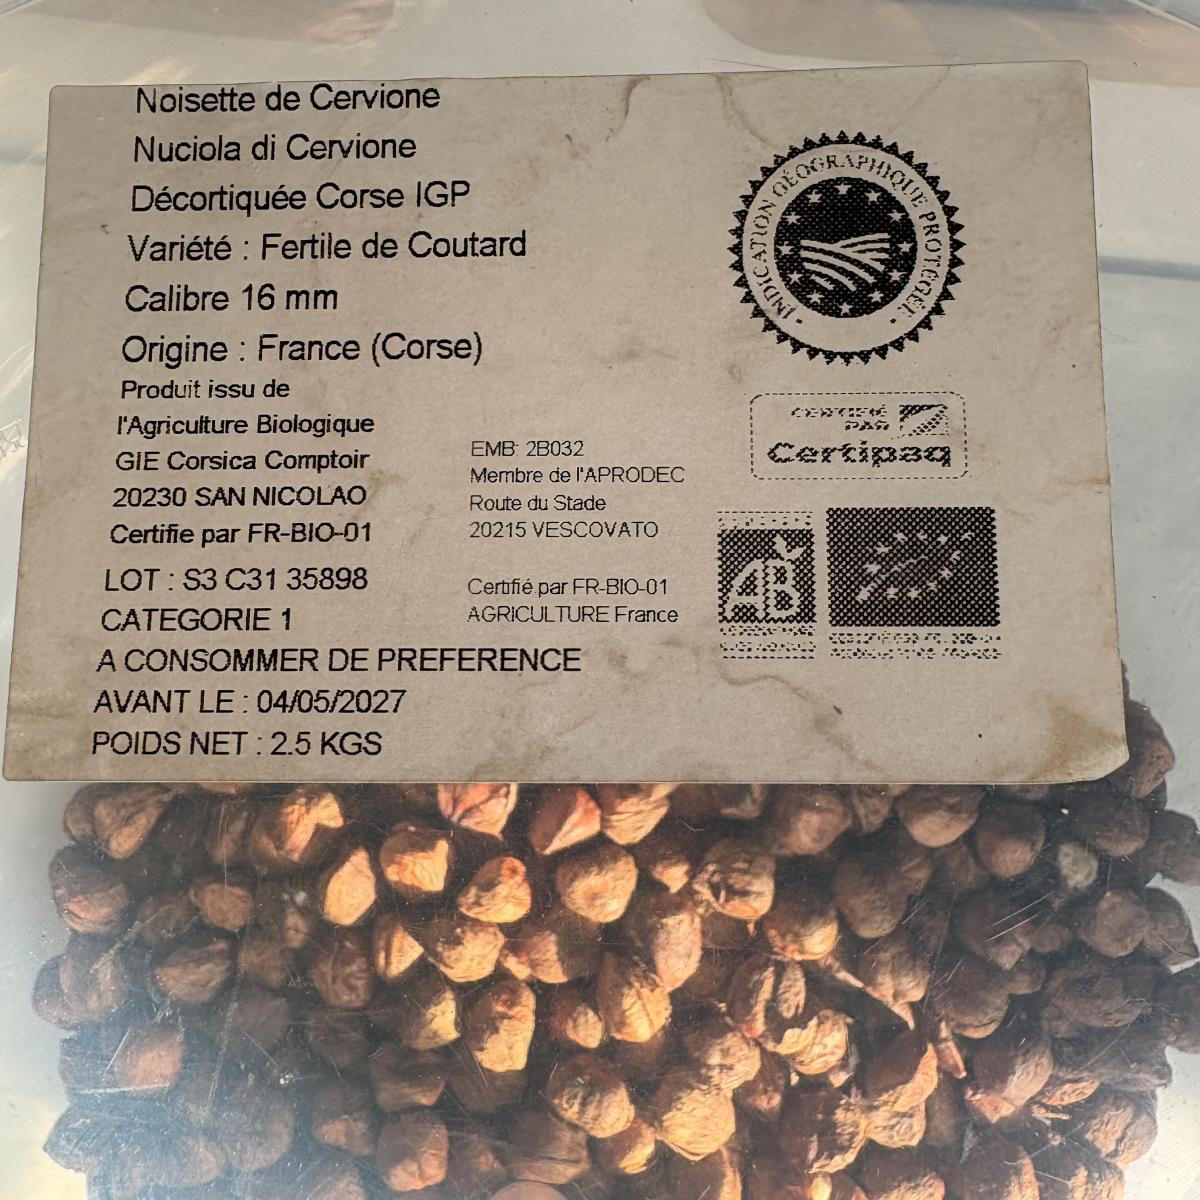 Noisette de Cervione
Nuciola di Cervione
Décortiquée Corse IGP
Variété : Fertile de Coutard
Calibre 16 mm
Origine : France (Corse)
Produit issu de
l'Agriculture Biologique
GIE Corsica Comptoir
20230 SAN NICOLAO
Certifie par FR-BIO-01
LOT : S3 C31 35898
CATEGORIE 1
A CONSOMMER DE PREFERENCE
AVANT LE : 04/05/2027
POIDS NET : 2.5 KGS
EMB: 2B032
Membre de l'APRODEC
Route du Stade
20215 VESCOVATO
Certifié par FR-BIO-01
AGRICULTURE France
INDICATION GÉOGRAPHIQUE PROTÉGÉE
CERTIFIÉ
PAR
Certipaq
AB